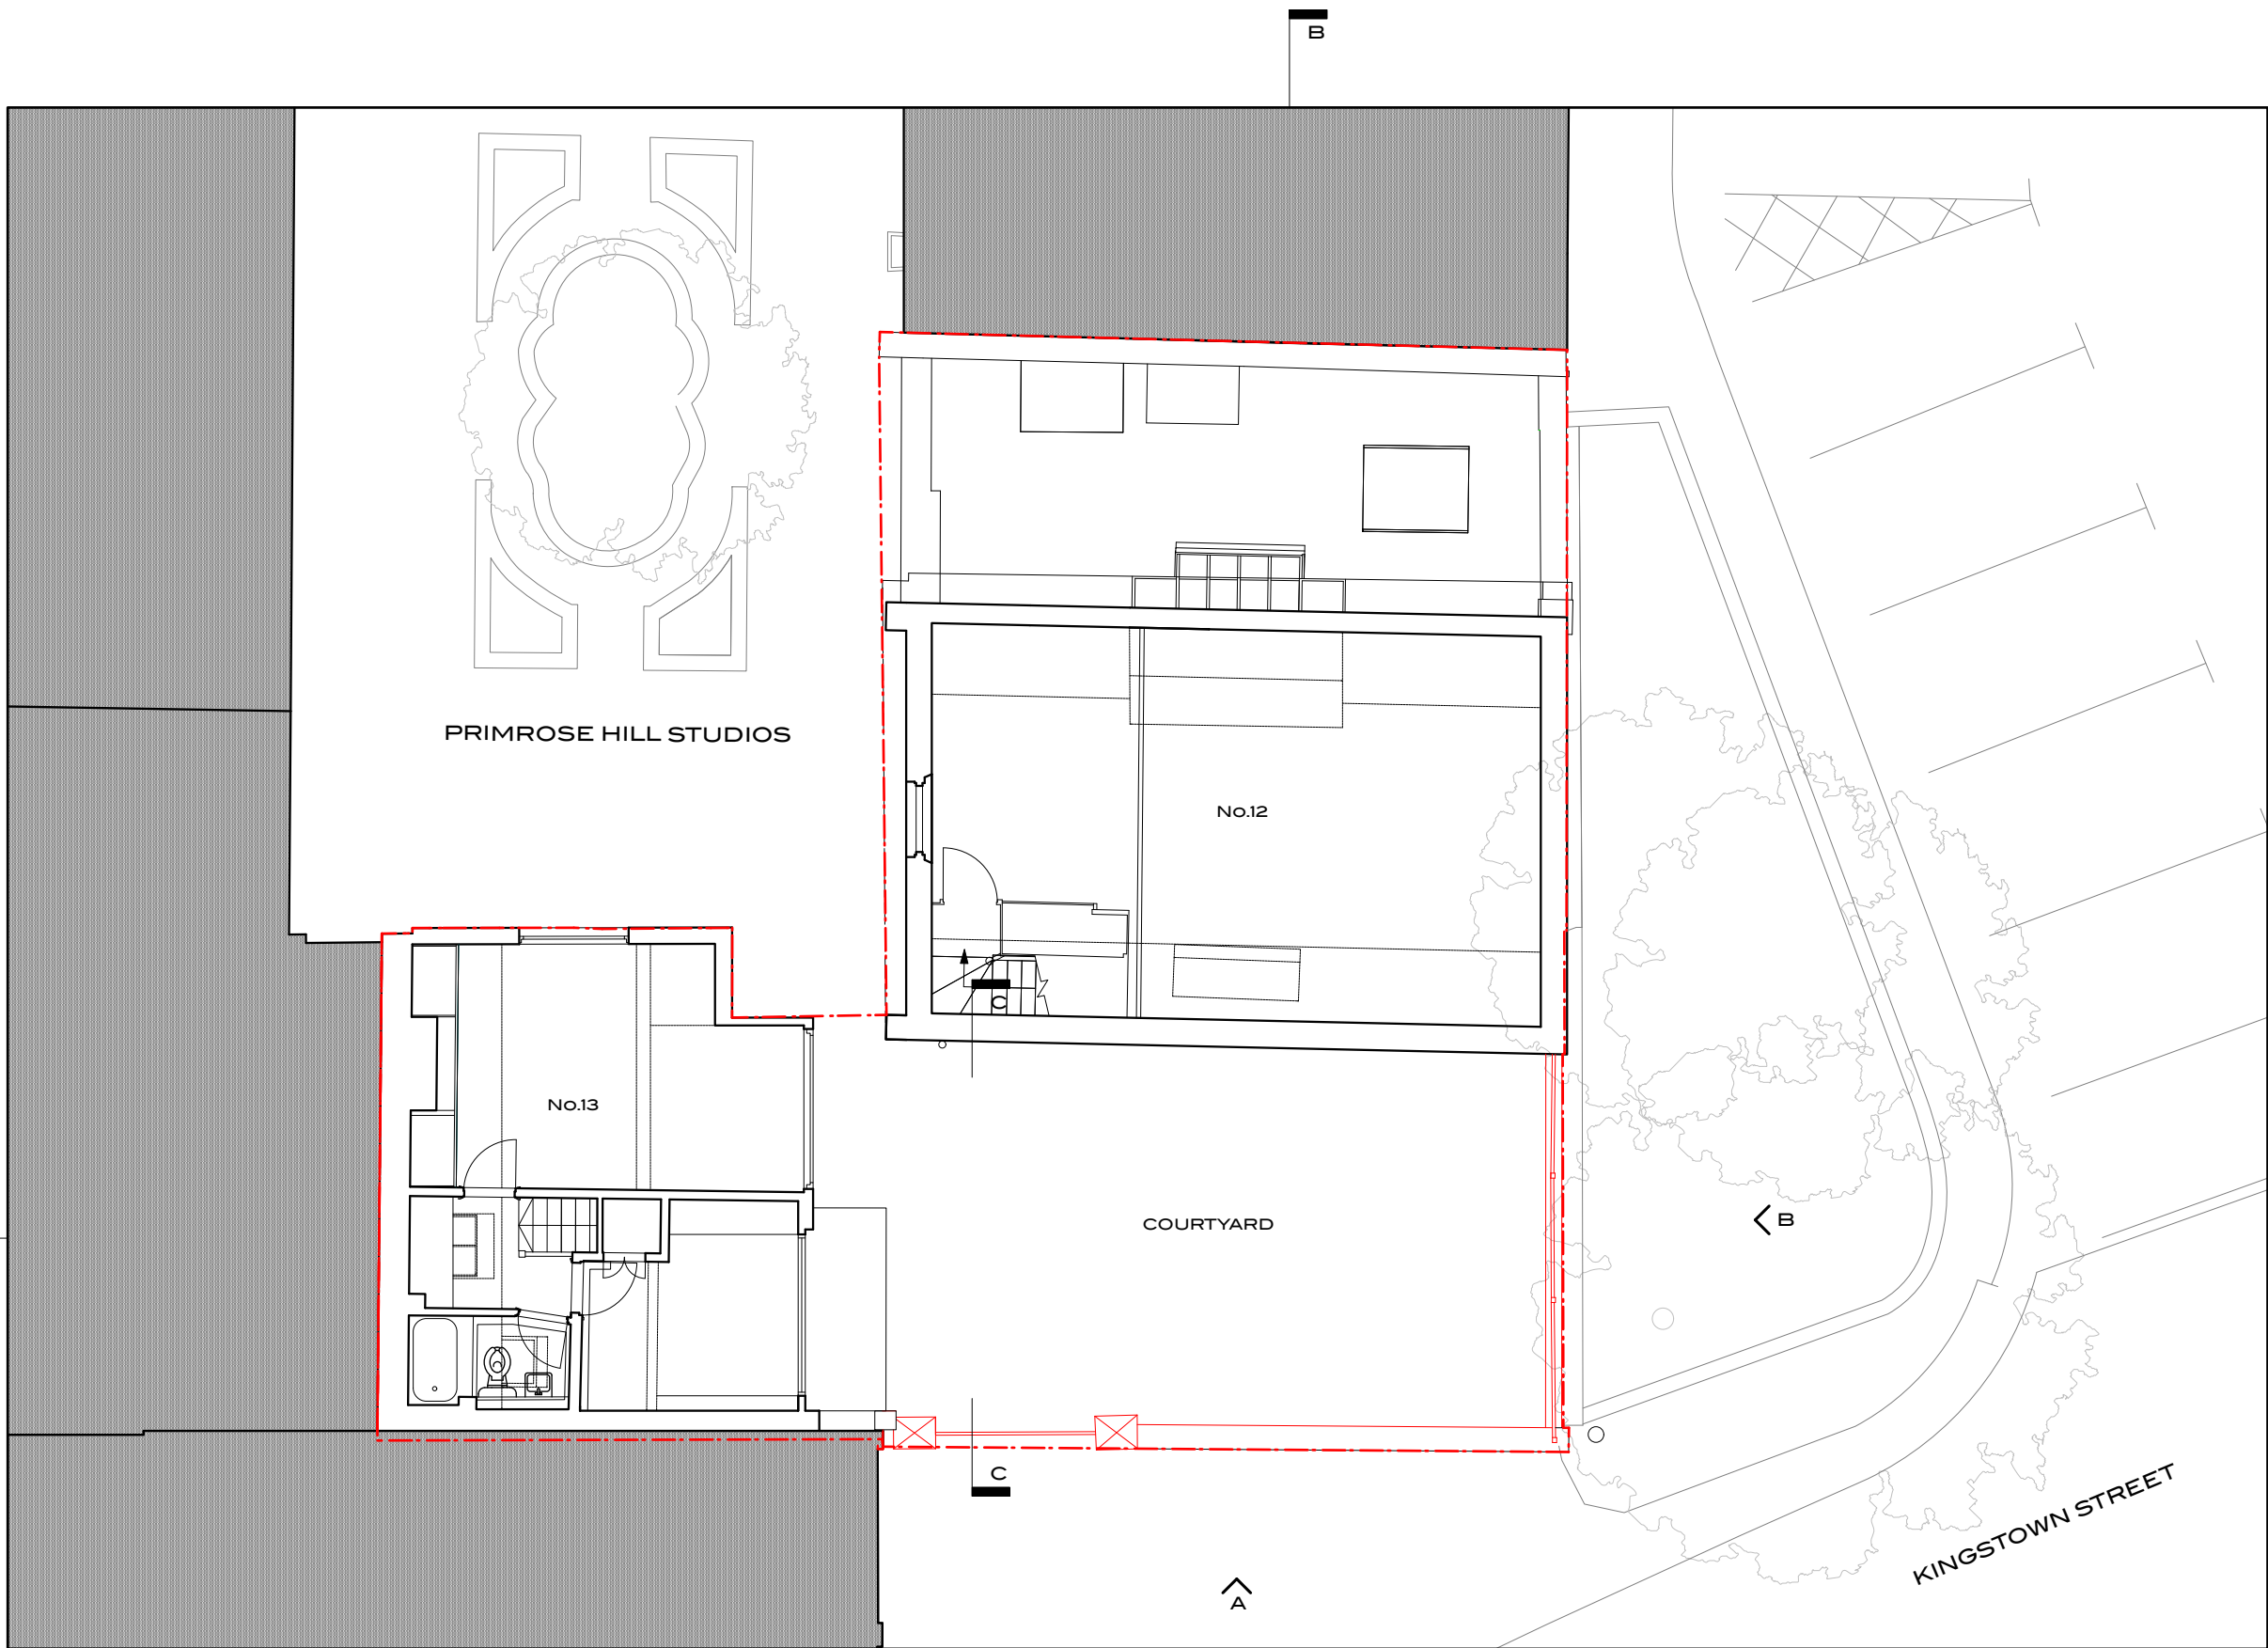 B
PRIMROSE HILL STUDIOS
No.12
C
No.13
COURTYARD
B
C
KINGSTOWN STREET
A